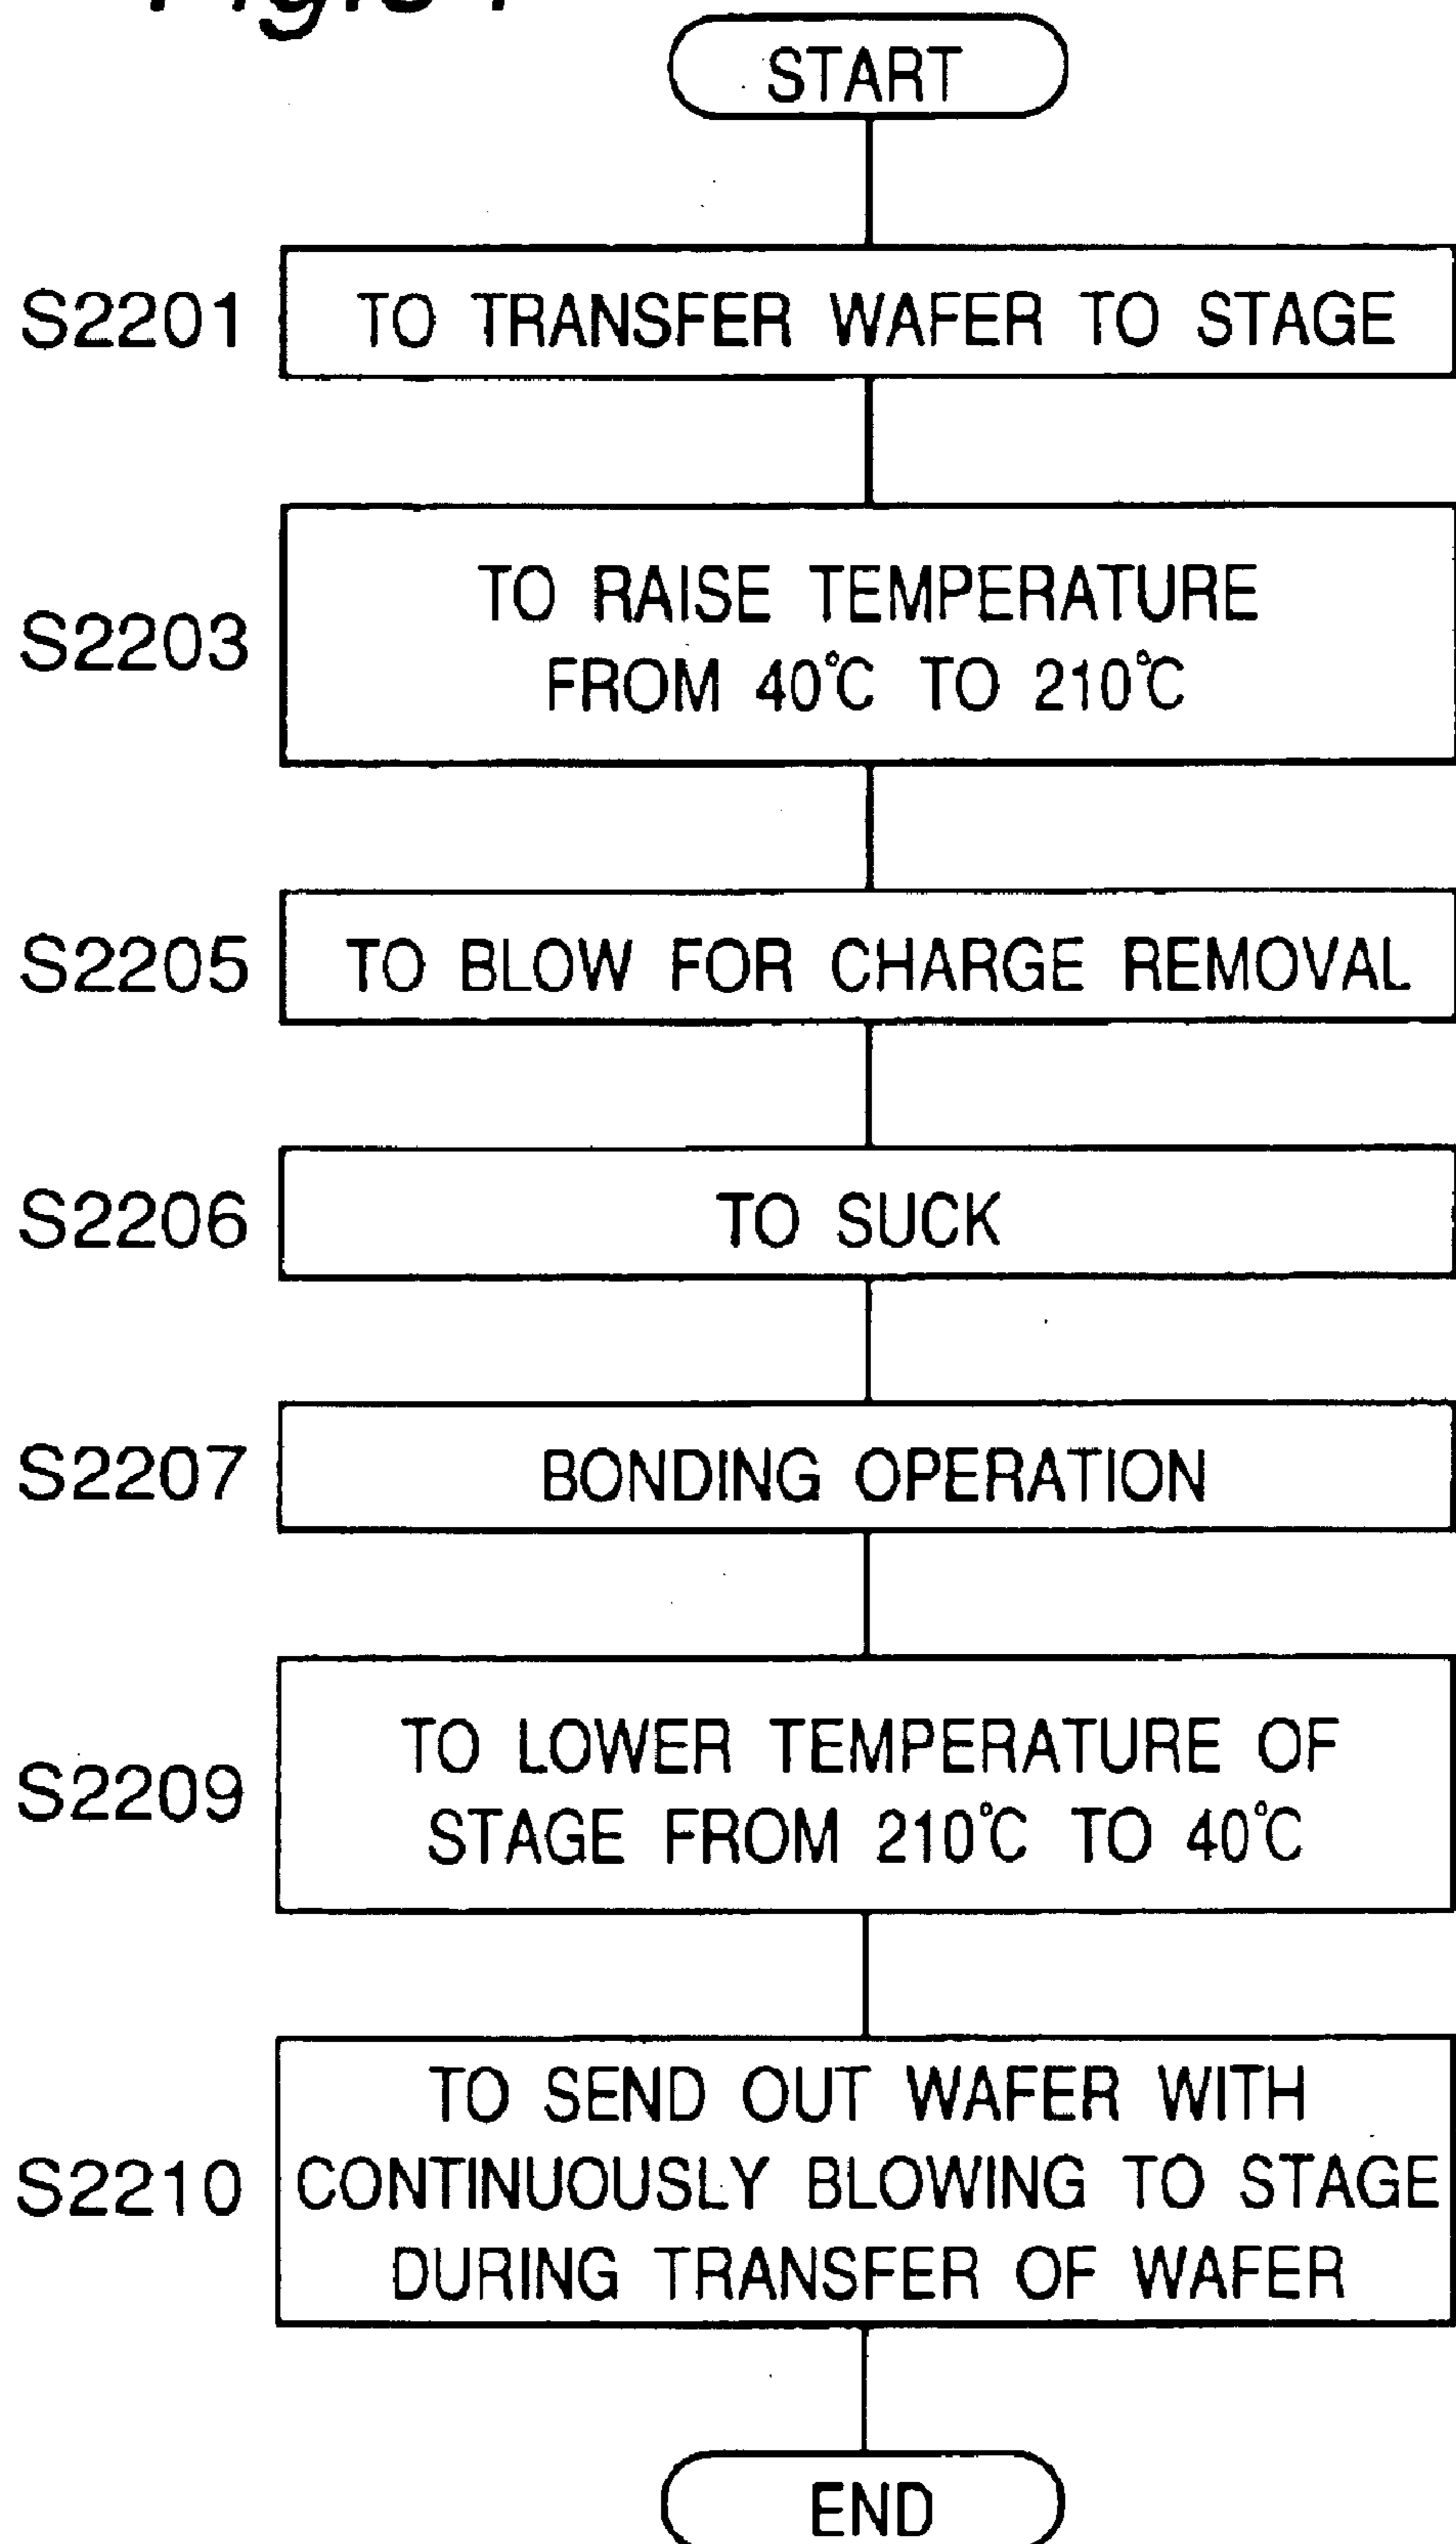 START
S2201 TO TRANSFER WAFER TO STAGE
S2203
TO RAISE TEMPERATURE
FROM 40℃ TO 210℃
S2205 TO BLOW FOR CHARGE REMOVAL
S2206 TO SUCK
S2207 BONDING OPERATION
S2209
TO LOWER TEMPERATURE OF
STAGE FROM 210℃ TO 40℃
S2210
TO SEND OUT WAFER WITH
CONTINUOUSLY BLOWING TO STAGE
DURING TRANSFER OF WAFER
END